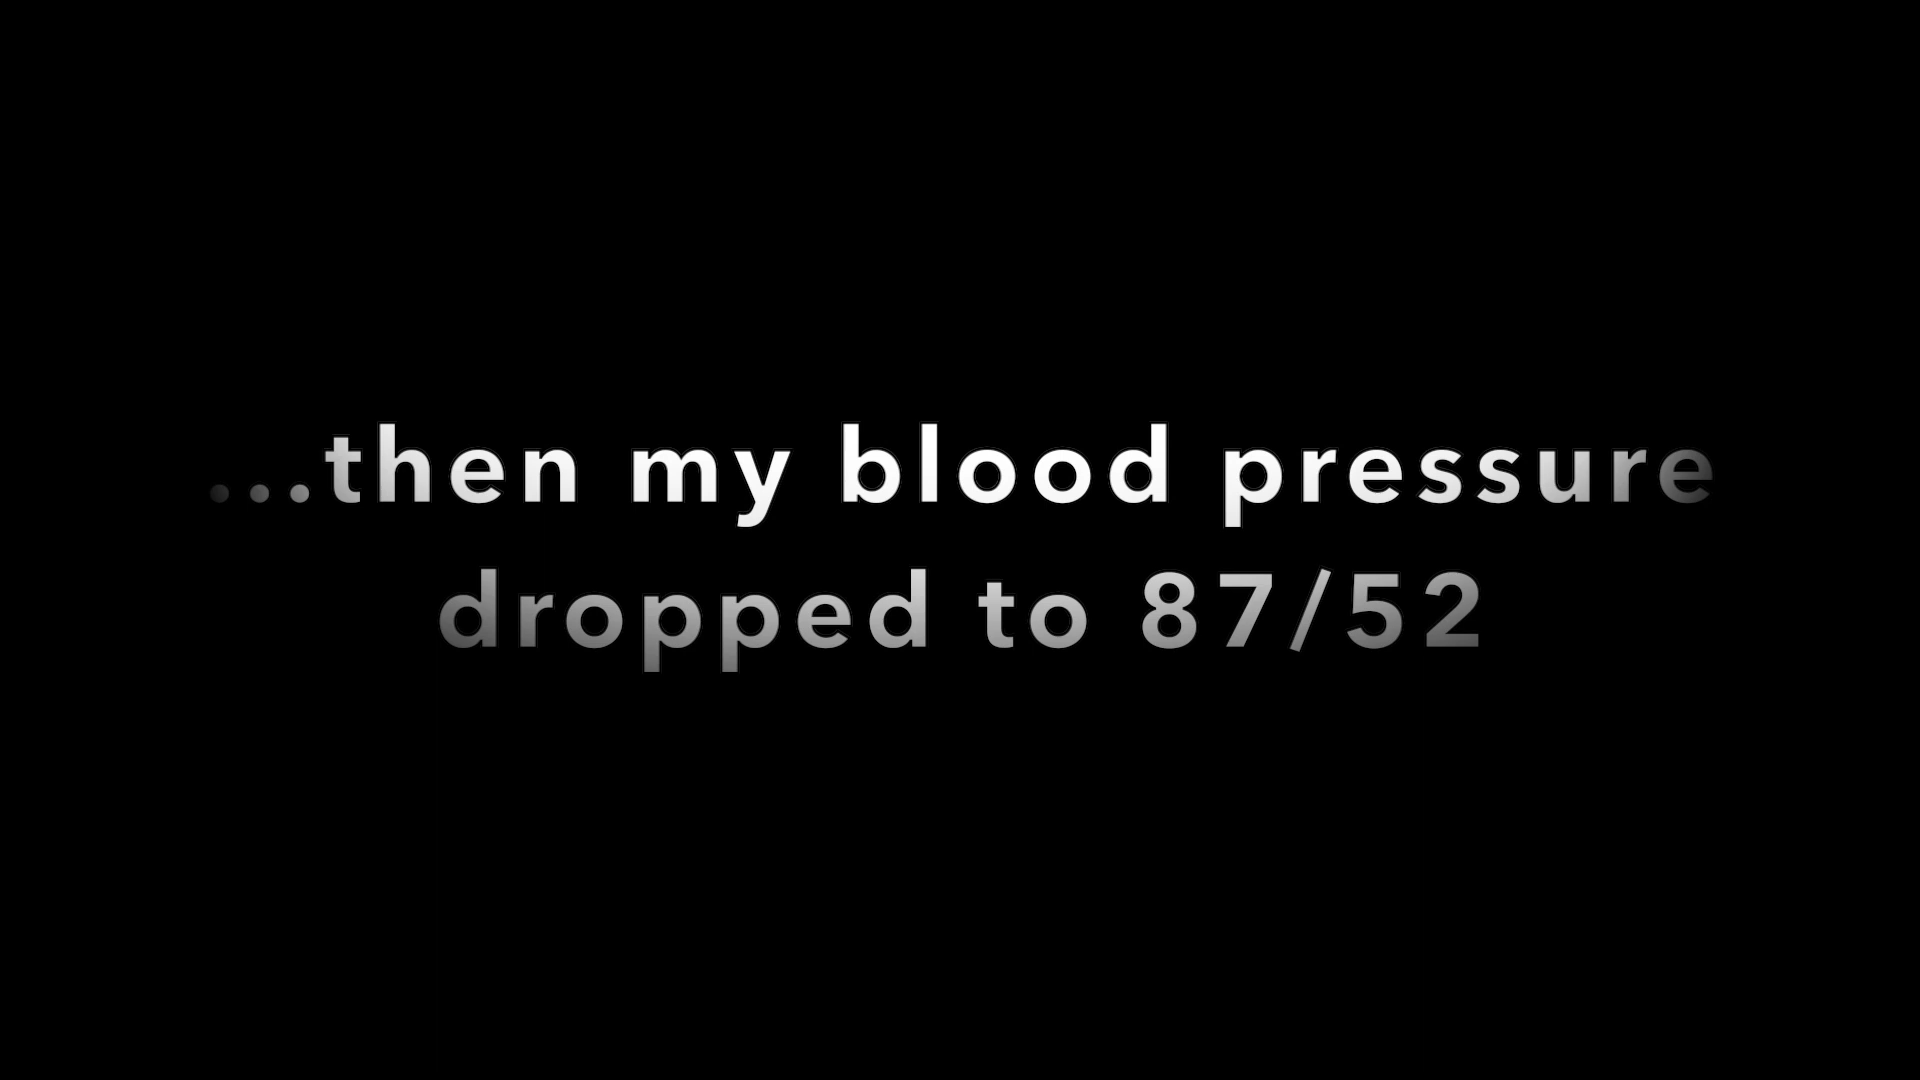 ...then my blood pressure
dropped to 87/52